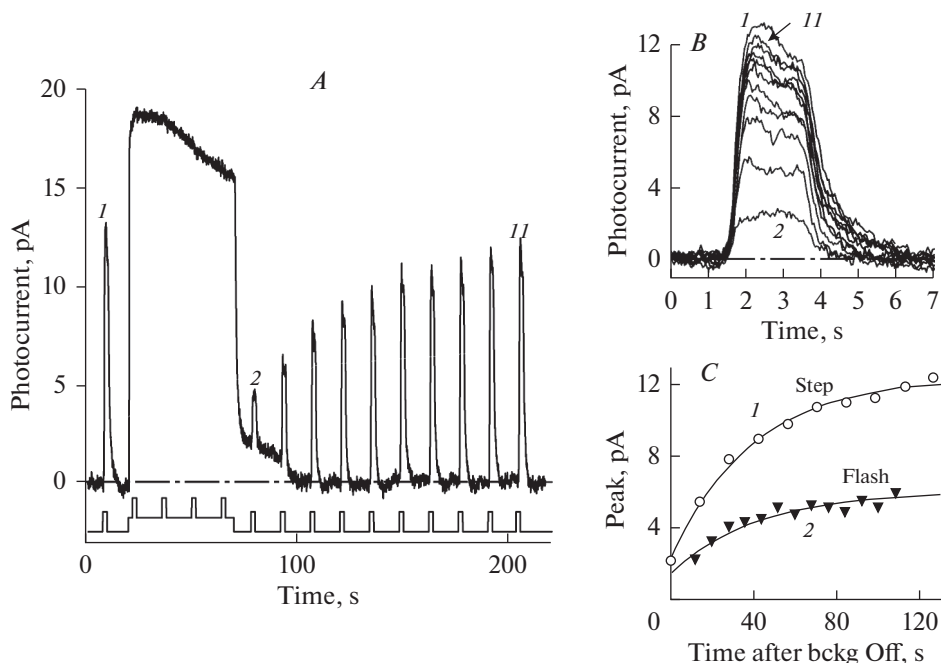 A
Photocurrent, pA
20
15
10
5
0
1
2
11
0
100
200
Time, s
B
Photocurrent, pA
12
8
4
0
1
11
2
0 1 2 3 4 5 6 7
Time, s
C
Peak, pA
12
8
4
Step
1
Flash
2
0 40 80 120
Time after bckg Off, s